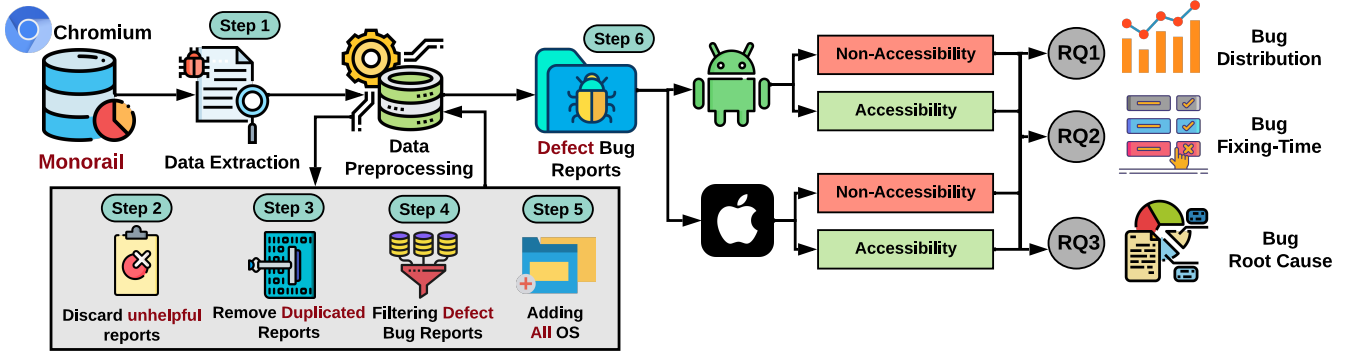 Chromium
Monorail
Step 1
Data Extraction
Data
Preprocessing
Step 2
Discard unhelpful
reports
Step 3
Remove Duplicated
Reports
Step 4
Filtering Defect
Bug Reports
Step 5
Adding
All OS
Step 6
Defect Bug
Reports
Non-Accessibility
Accessibility
Non-Accessibility
Accessibility
RQ1
Bug
Distribution
RQ2
Bug
Fixing-Time
RQ3
Bug
Root Cause